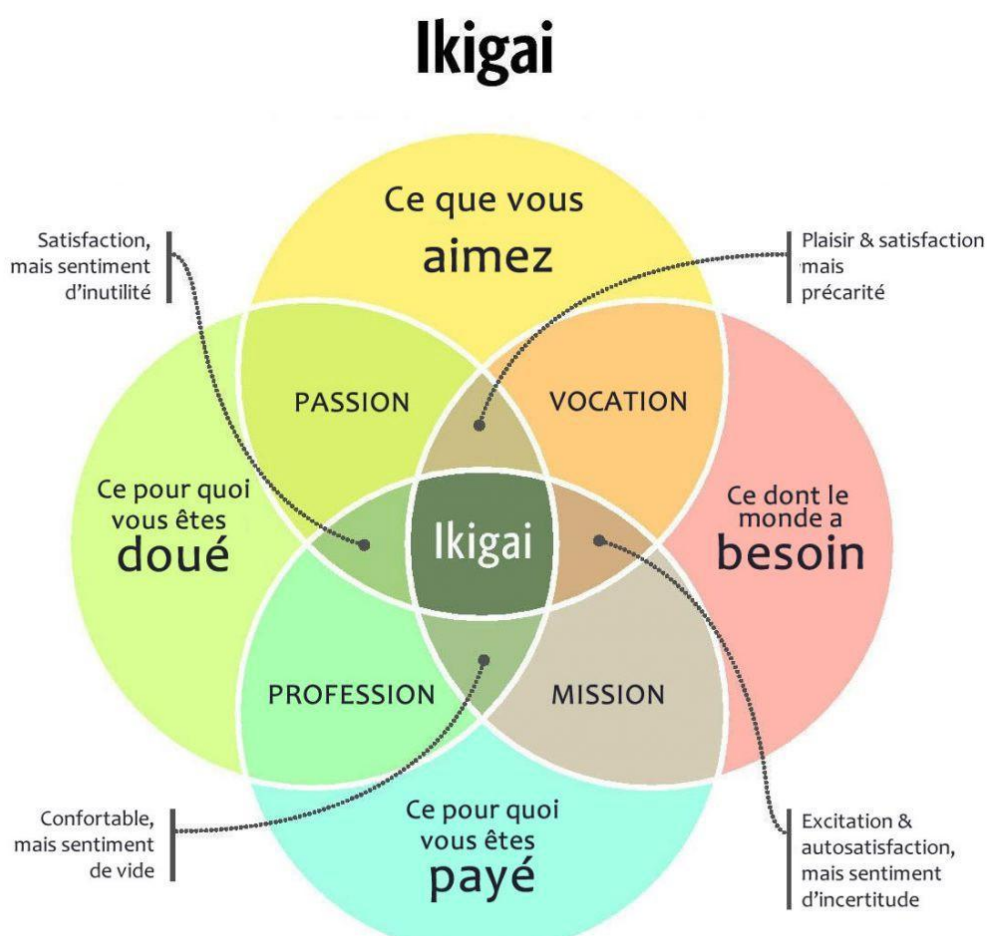 Ikigai
Ce que vous
aimez
Satisfaction,
mais sentiment
d'inutilité
Plaisir & satisfaction
mais
précarité
PASSION
VOCATION
Ce pour quoi
vous êtes
doué
Ikigai
Ce dont le
monde a
besoin
PROFESSION
MISSION
Ce pour quoi
vous êtes
payé
Confortable,
mais sentiment
de vide
Excitation &
autosatisfaction,
mais sentiment
d'incertitude